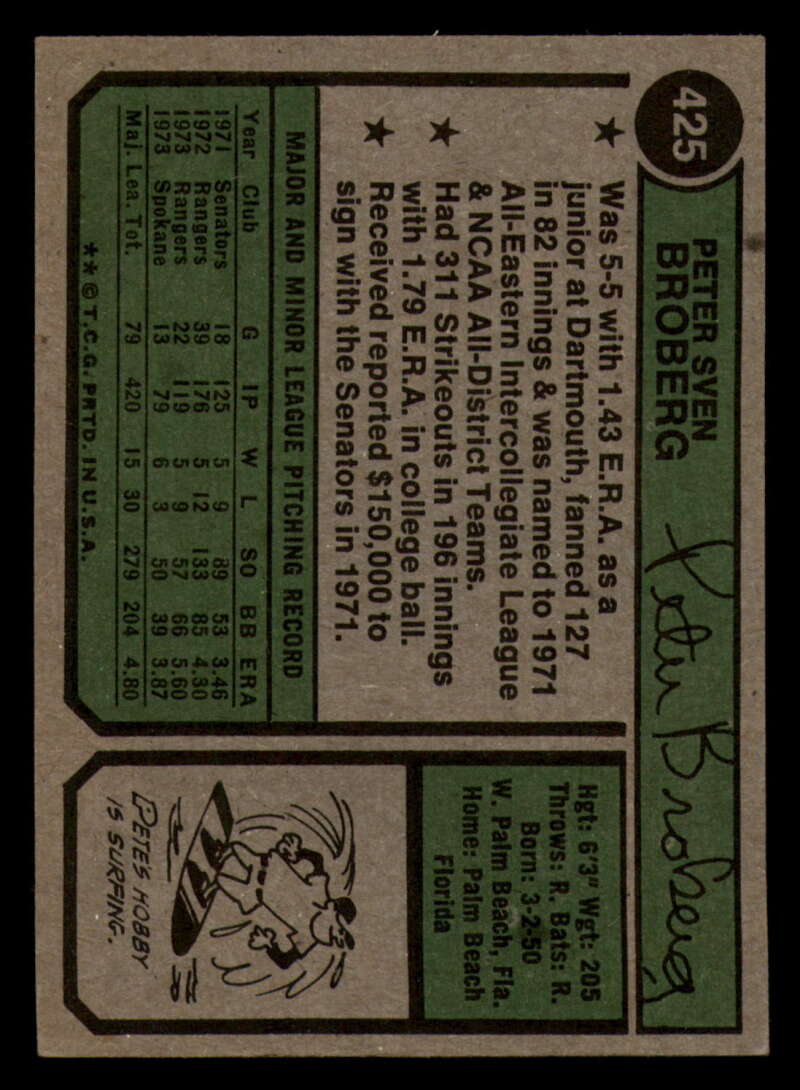 425
PETER SVEN
BROBERG
Peter Broberg
★ Was 5-5 with 1.43 E.R.A. as a
junior at Dartmouth, fanned 127
in 82 innings & was named to 1971
All-Eastern Intercollegiate League
& NCAA All-District Teams.
★ Had 311 Strikeouts in 196 innings
with 1.79 E.R.A. in college ball.
★ Received reported $150,000 to
sign with the Senators in 1971.
MAJOR AND MINOR LEAGUE PITCHING RECORD
Year Club G IP W L SO BB ERA
1971 Senators 18 125 5 9 89 53 3.46
1972 Rangers 39 176 5 12 133 85 4.30
1973 Rangers 22 119 5 9 57 66 5.60
1973 Spokane 13 79 6 3 50 39 3.87
Maj. Lea. Tot. 79 420 15 30 279 204 4.80
**©T.C.G. PRTD. IN U.S.A.
Hgt: 6'3" Wgt: 205
Throws: R. Bats: R.
Born: 3-2-50
W. Palm Beach, Fla.
Home: Palm Beach
Florida
PETE'S HOBBY
IS SURFING.